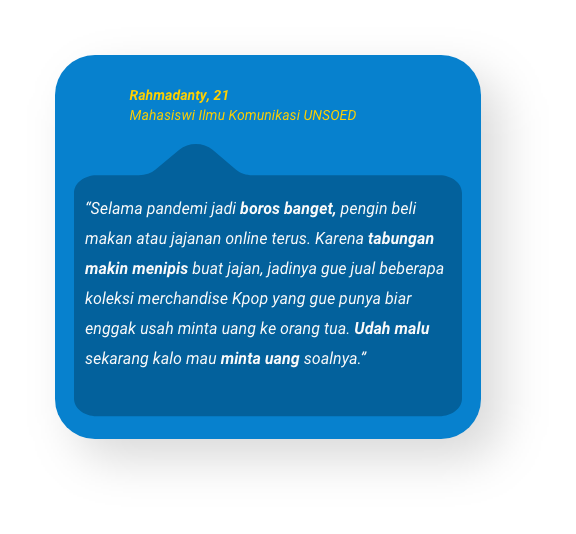 Rahmadanty, 21
Mahasiswi Ilmu Komunikasi UNSOED
“Selama pandemi jadi boros banget, pengin beli
makan atau jajanan online terus. Karena tabungan
makin menipis buat jajan, jadinya gue jual beberapa
koleksi merchandise Kpop yang gue punya biar
enggak usah minta uang ke orang tua. Udah malu
sekarang kalo mau minta uang soalnya.”